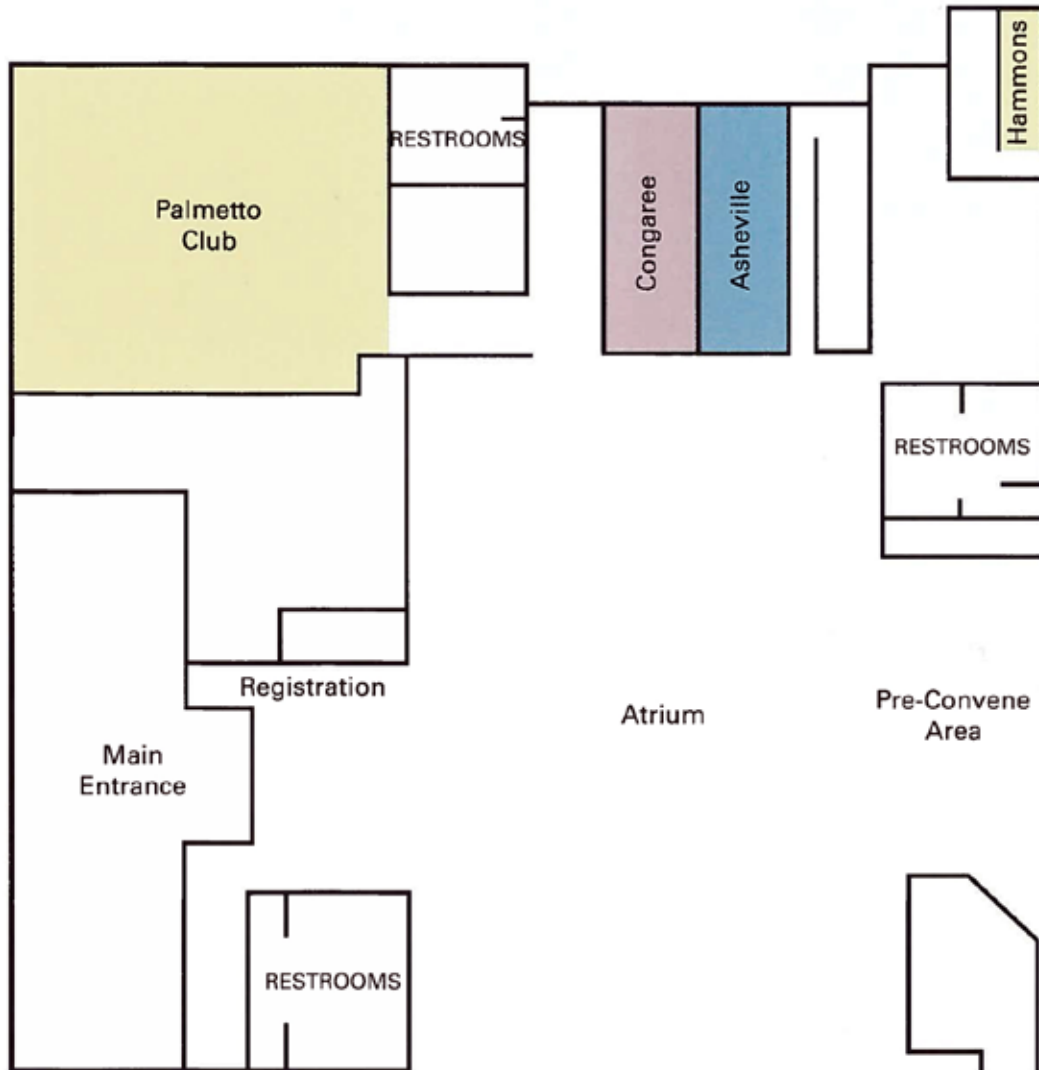 Hammons
RESTROOMS
Palmetto
Club
Congaree
Asheville
RESTROOMS
Registration
Atrium
Pre-Convene
Area
Main
Entrance
RESTROOMS